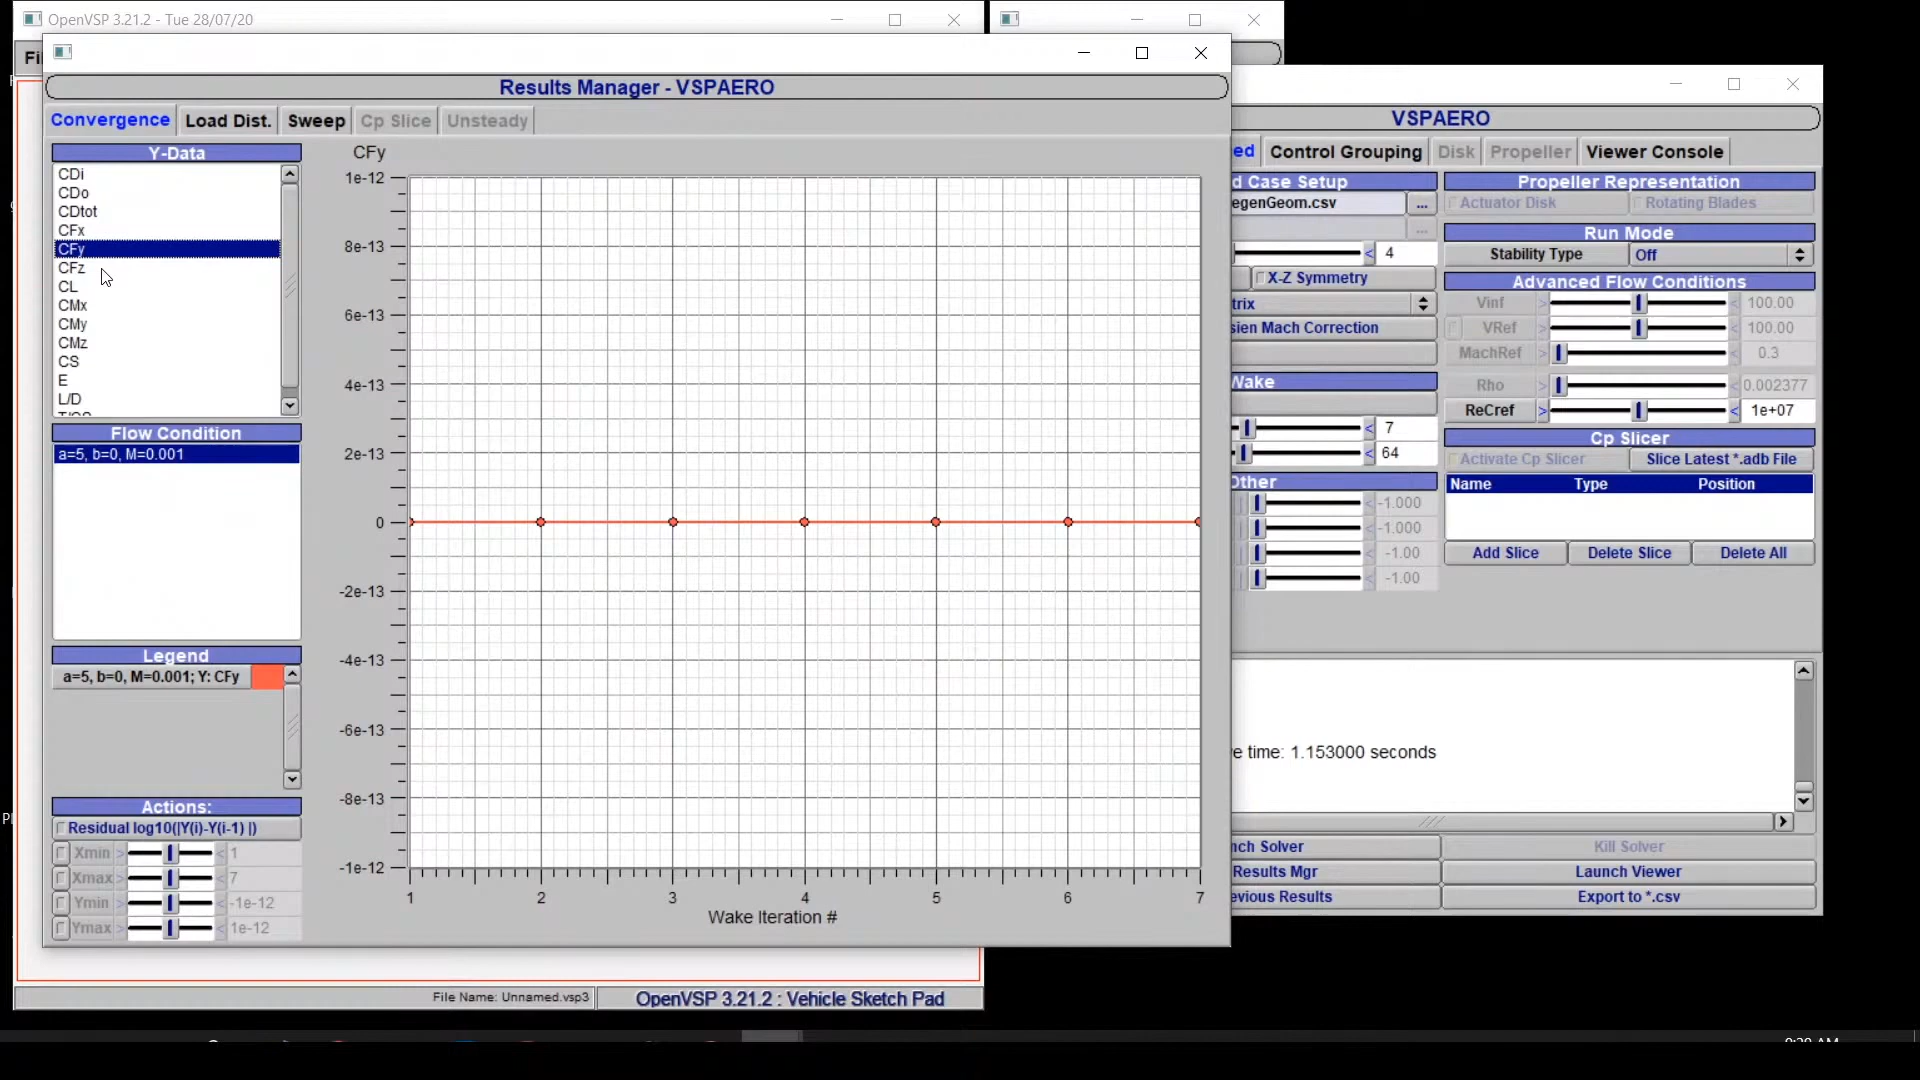 OpenVSP 3.21.2 - Tue 28/07/20
Fi
Results Manager - VSPAERO
Convergence
Load Dist.
Sweep
Cp Slice
Unsteady
Y-Data
CDi
CDo
CDtot
CFx
CFy
CFz
CL
CMx
CMy
CMz
CS
E
L/D
Flow Condition
a=5, b=0, M=0.001
Legend
a=5, b=0, M=0.001; Y: CFy
Actions:
Residual log10(|Y(i)-Y(i-1) |)
Xmin > < 1
Xmax > < 7
Ymin > < -1e-12
Ymax > < 1e-12
CFy
1e-12
8e-13
6e-13
4e-13
2e-13
0
-2e-13
-4e-13
-6e-13
-8e-13
-1e-12
1 2 3 4 5 6 7
Wake Iteration #
VSPAERO
ed
Control Grouping
Disk
Propeller
Viewer Console
d Case Setup
egenGeom.csv ...
...
< 4
X-Z Symmetry
trix
sien Mach Correction
Wake
< 7
< 64
Other
< -1.000
< -1.000
< -1.00
< -1.00
Propeller Representation
Actuator Disk
Rotating Blades
Run Mode
Stability Type
Off
Advanced Flow Conditions
Vinf > < 100.00
VRef > < 100.00
MachRef > < 0.3
Rho > < 0.002377
ReCref > < 1e+07
Cp Slicer
Activate Cp Slicer
Slice Latest *.adb File
Name Type Position
Add Slice
Delete Slice
Delete All
e time: 1.153000 seconds
nch Solver
Kill Solver
Results Mgr
Launch Viewer
evious Results
Export to *.csv
File Name: Unnamed.vsp3
OpenVSP 3.21.2 : Vehicle Sketch Pad